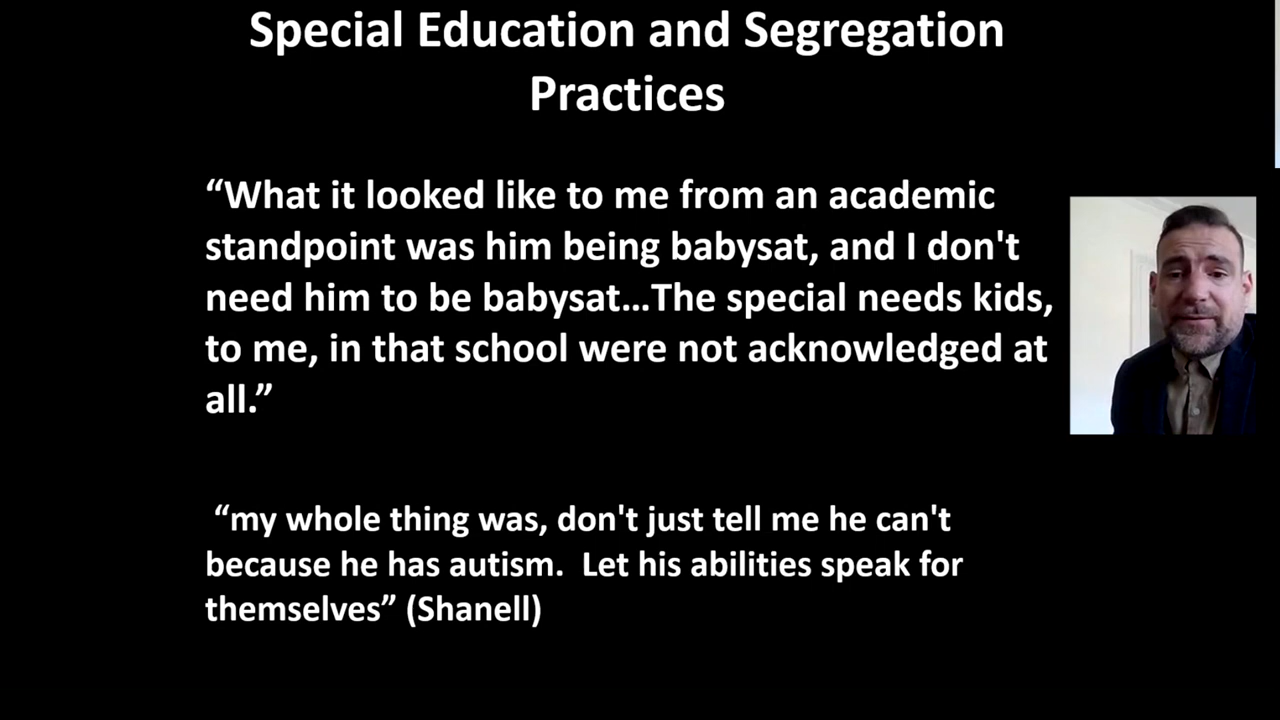 Special Education and Segregation
Practices
“What it looked like to me from an academic
standpoint was him being babysat, and I don't
need him to be babysat…The special needs kids,
to me, in that school were not acknowledged at
all.”
“my whole thing was, don't just tell me he can't
because he has autism.  Let his abilities speak for
themselves” (Shanell)